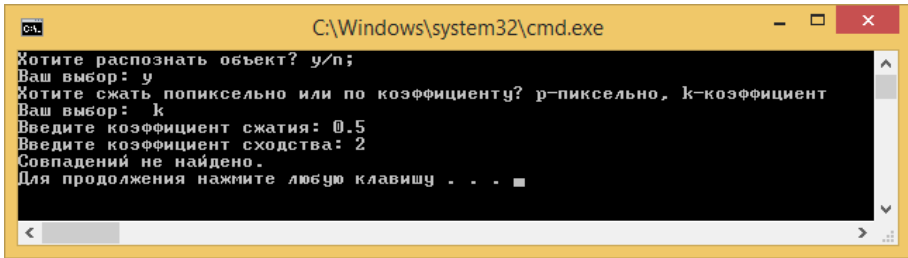 C:\Windows\system32\cmd.exe
Хотите распознать объект? y/n;
Ваш выбор: y
Хотите сжать попиксельно или по коэффициенту? p-пиксельно, k-коэффициент
Ваш выбор:  k
Введите коэффициент сжатия: 0.5
Введите коэффициент сходства: 2
Совпадений не найдено.
Для продолжения нажмите любую клавишу . . .